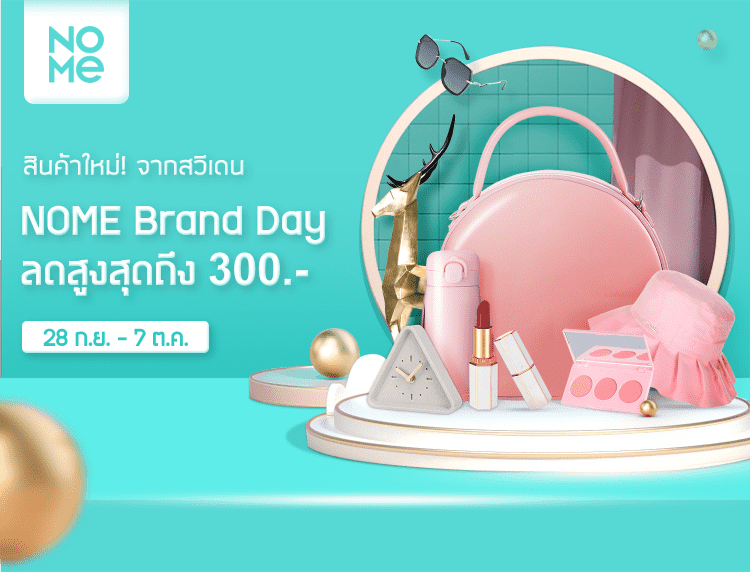 NO
Me
สินค้าใหม่! จากสวีเดน
NOME Brand Day
ลดสูงสุดถึง 300.-
28 ก.ย. - 7 ต.ค.